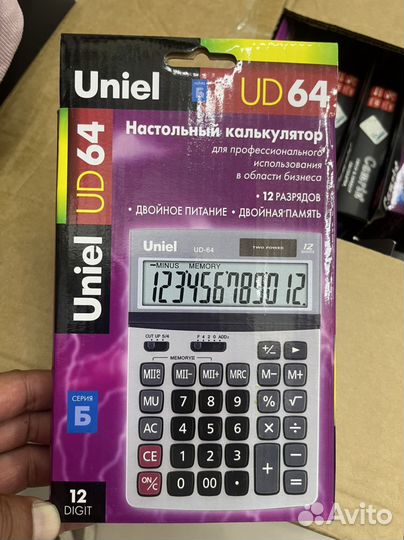 Uniel
Б
UD 64
Uniel UD 64
Настольный калькулятор
для профессионального
использования
в области бизнеса
• 12 РАЗРЯДОВ
• ДВОЙНОЕ ПИТАНИЕ • ДВОЙНАЯ ПАМЯТЬ
Uniel UD-64 TWO POWER 12
MINUS MEMORY
123456789012.
CUT UP 5/4 F 4 2 0 ADD2
MEMORYII
+/- ►
MII MII- MII+ MRC M- M+
MU 7 8 9 % √
AC 4 5 6 × ÷
CE 1 2 3 + −
ON/C 0 00 • =
СЕРИЯ
Б
12
DIGIT
Avito